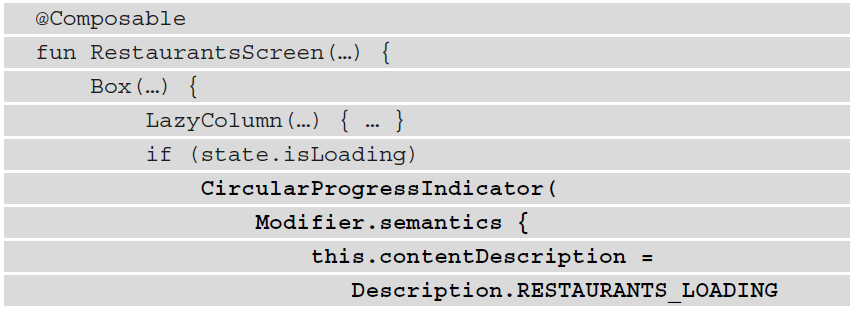 @Composable
fun RestaurantsScreen(…) {
    Box(…) {
        LazyColumn(…) { … }
        if (state.isLoading)
            CircularProgressIndicator(
                Modifier.semantics {
                    this.contentDescription =
                       Description.RESTAURANTS_LOADING